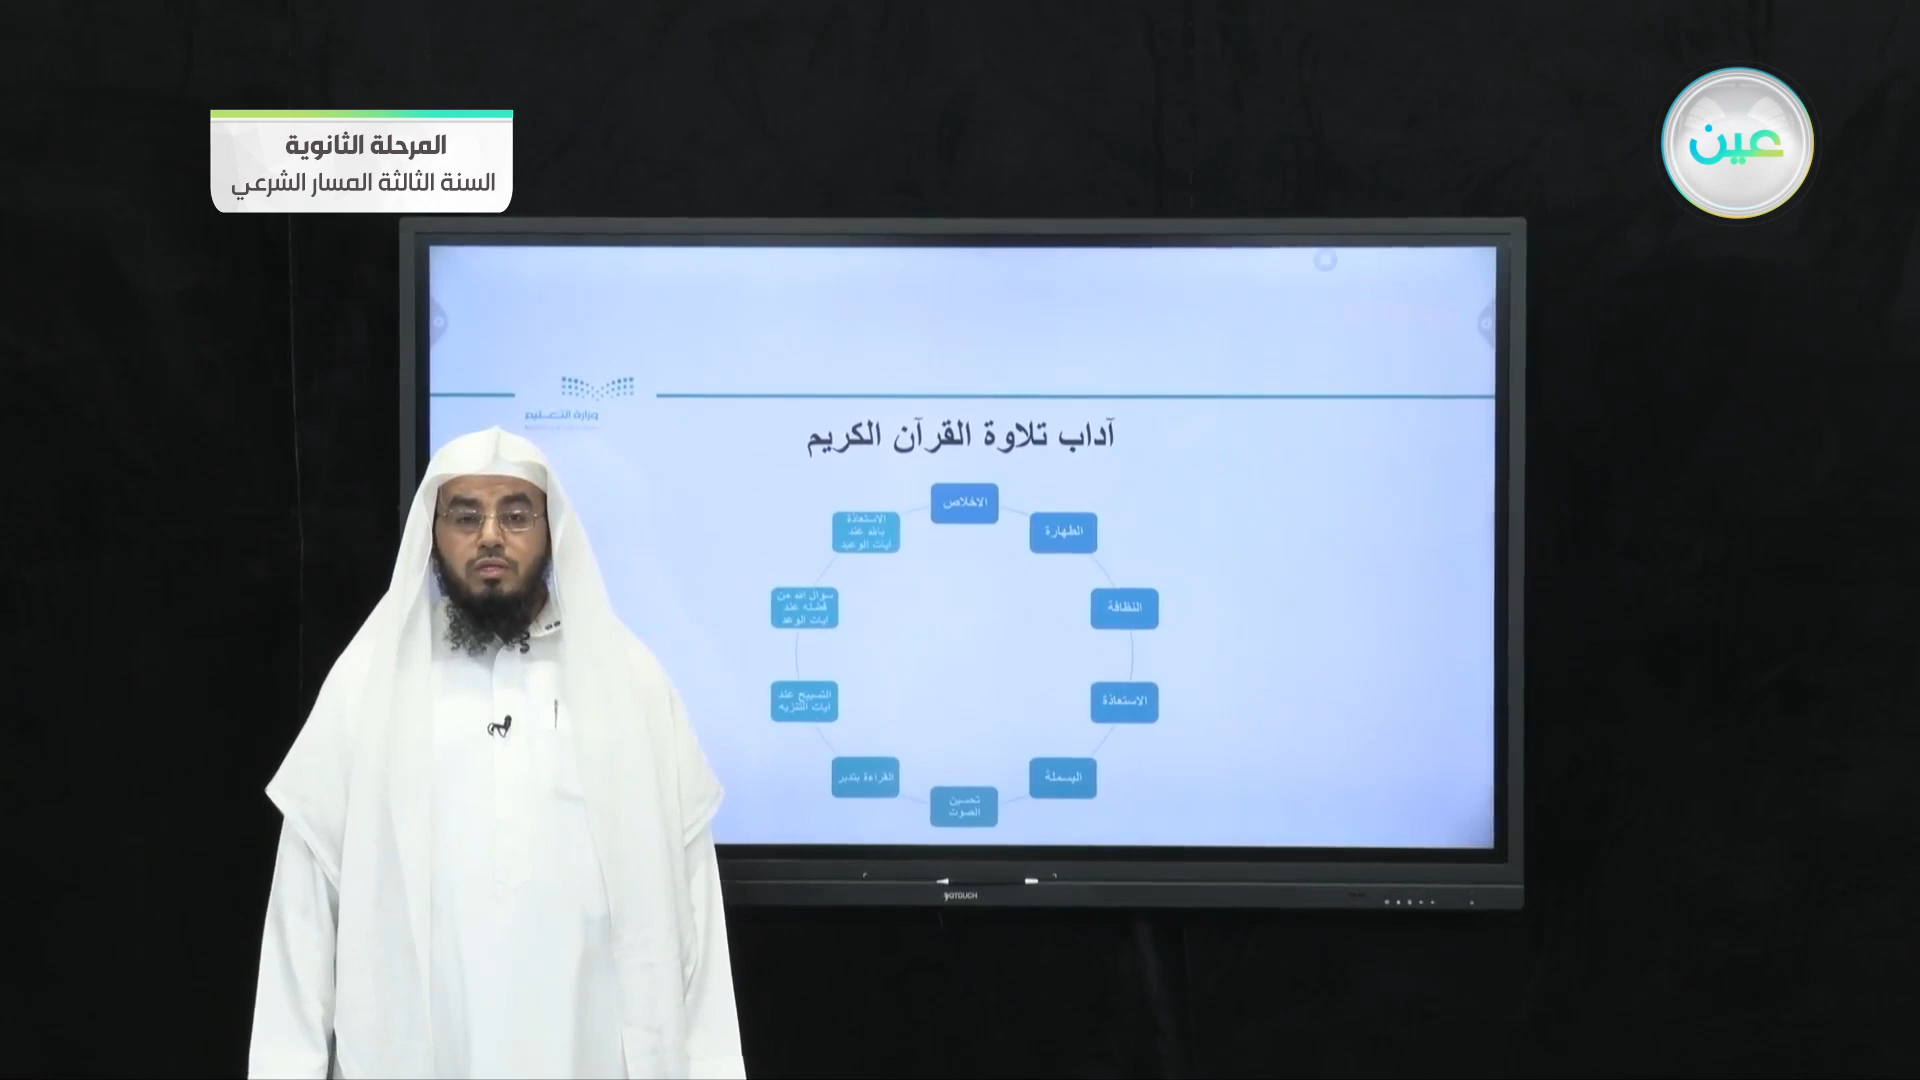 المرحلة الثانوية
السنة الثالثة المسار الشرعي
عين
وزارة التعـليم
آداب تلاوة القرآن الكريم
الاخلاص
الطهارة
النظافة
الاستعاذة
البسملة
تحسين
الصوت
القراءة بتدبر
التسبيح عند
ايات التنزيه
سؤال الله من
فضله عند
ايات الوعد
الاستعاذة
بالله عند
ايات الوعيد